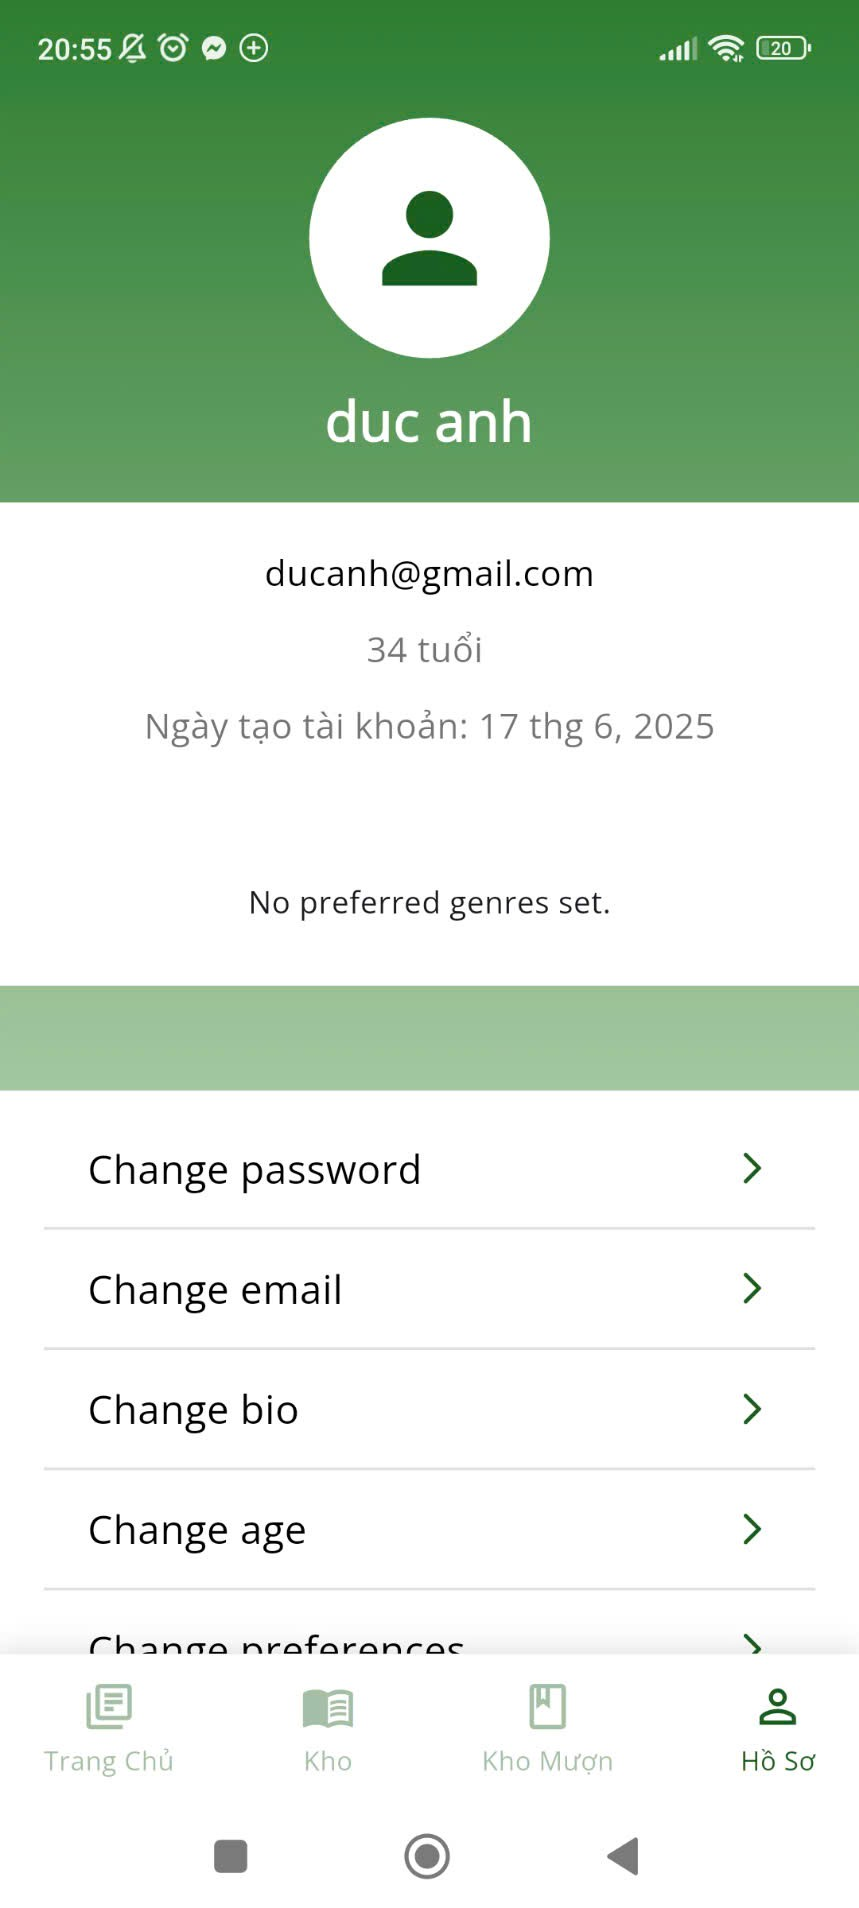 20:55
20
duc anh
ducanh@gmail.com
34 tuổi
Ngày tạo tài khoản: 17 thg 6, 2025
No preferred genres set.
Change password
Change email
Change bio
Change age
Change preferences
Trang Chủ
Kho
Kho Mượn
Hồ Sơ